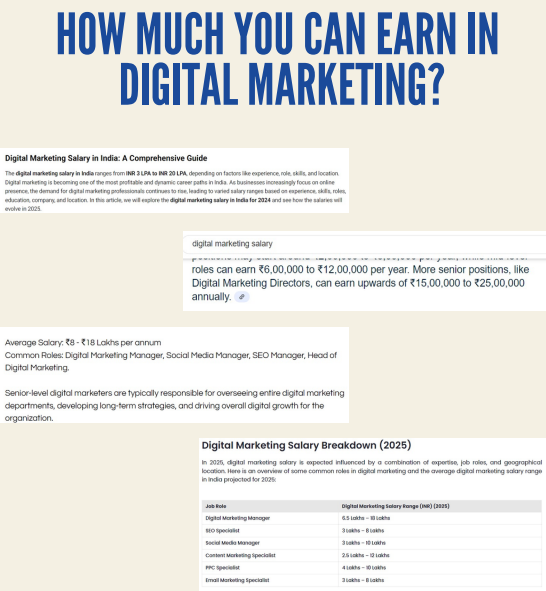 HOW MUCH YOU CAN EARN IN
DIGITAL MARKETING?
Digital Marketing Salary in India: A Comprehensive Guide
The digital marketing salary in India ranges from INR 3 LPA to INR 20 LPA, depending on factors like experience, role, skills, and location.
Digital marketing is becoming one of the most profitable and dynamic career paths in India. As businesses increasingly focus on online
presence, the demand for digital marketing professionals continues to rise, leading to varied salary ranges based on experience, skills, roles,
education, company, and location. In this article, we will explore the digital marketing salary in India for 2024 and see how the salaries will
evolve in 2025.
digital marketing salary
roles can earn ₹6,00,000 to ₹12,00,000 per year. More senior positions, like
Digital Marketing Directors, can earn upwards of ₹15,00,000 to ₹25,00,000
annually.
Average Salary: ₹8 - ₹18 Lakhs per annum
Common Roles: Digital Marketing Manager, Social Media Manager, SEO Manager, Head of
Digital Marketing.
Senior-level digital marketers are typically responsible for overseeing entire digital marketing
departments, developing long-term strategies, and driving overall digital growth for the
organization.
Digital Marketing Salary Breakdown (2025)
In 2025, digital marketing salary is expected influenced by a combination of expertise, job roles, and geographical
location. Here is an overview of some common roles in digital marketing and the average digital marketing salary range
in India projected for 2025:
Job Role Digital Marketing Salary Range (INR) (2025)
Digital Marketing Manager 6.5 Lakhs – 18 Lakhs
SEO Specialist 3 Lakhs – 8 Lakhs
Social Media Manager 3 Lakhs – 10 Lakhs
Content Marketing Specialist 2.5 Lakhs – 12 Lakhs
PPC Specialist 4 Lakhs – 10 Lakhs
Email Marketing Specialist 3 Lakhs – 8 Lakhs